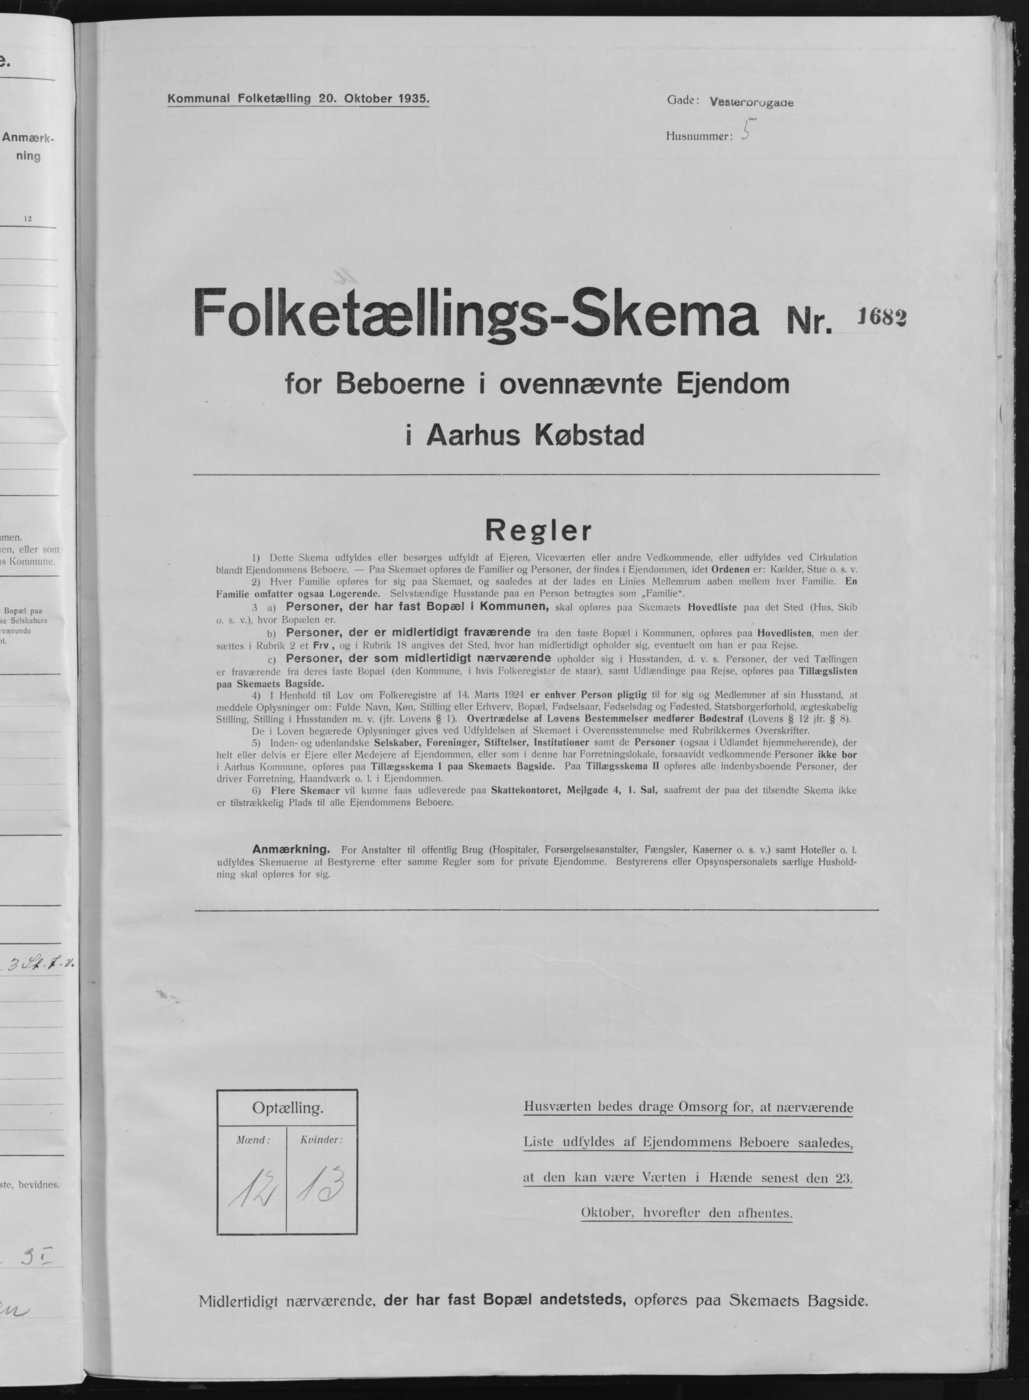 e.
Anmærk-
ning
12
men.
en, eller som
s Kommune.
Bopæl paa
ke Selskabers
rværende
3 St. t. v.
ste, bevidnes.
3 I
en
Kommunal Folketælling 20. Oktober 1935.
Gade: Vesterbrogade
Husnummer: 5
Folketællings-Skema Nr. 1682
for Beboerne i ovennævnte Ejendom
i Aarhus Købstad
Regler
1) Dette Skema udfyldes eller besørges udfyldt af Ejeren, Viceværten eller andre Vedkommende, eller udfyldes ved Cirkulation
blandt Ejendommens Beboere. — Paa Skemaet opføres de Familier og Personer, der findes i Ejendommen, idet Ordenen er: Kælder, Stue o. s. v.
2) Hver Familie opføres for sig paa Skemaet, og saaledes at der lades en Linies Mellemrum aaben mellem hver Familie. En
Familie omfatter ogsaa Logerende. Selvstændige Husstande paa en Person betragtes som „Familie“.
3 a) Personer, der har fast Bopæl i Kommunen, skal opføres paa Skemaets Hovedliste paa det Sted (Hus, Skib
o. s. v.), hvor Bopælen er.
b) Personer, der er midlertidigt fraværende fra den faste Bopæl i Kommunen, opføres paa Hovedlisten, men der
sættes i Rubrik 2 et Frv., og i Rubrik 18 angives det Sted, hvor han midlertidigt opholder sig, eventuelt om han er paa Rejse.
c) Personer, der som midlertidigt nærværende opholder sig i Husstanden, d. v. s. Personer, der ved Tællingen
er fraværende fra deres faste Bopæl (den Kommune, i hvis Folkeregister de staar), samt Udlændinge paa Rejse, opføres paa Tillægslisten
paa Skemaets Bagside.
4) I Henhold til Lov om Folkeregistre af 14. Marts 1924 er enhver Person pligtig til for sig og Medlemmer af sin Husstand, at
meddele Oplysninger om: Fulde Navn, Køn, Stilling eller Erhverv, Bopæl, Fødselsaar, Fødselsdag og Fødested, Statsborgerforhold, ægteskabelig
Stilling, Stilling i Husstanden m. v. (jfr. Lovens § 1). Overtrædelse af Lovens Bestemmelser medfører Bødestraf (Lovens § 12 jfr. § 8).
De i Loven begærede Oplysninger gives ved Udfyldelsen af Skemaet i Overensstemmelse med Rubrikkernes Overskrifter.
5) Inden- og udenlandske Selskaber, Foreninger, Stiftelser, Institutioner samt de Personer (ogsaa i Udlandet hjemmehørende), der
helt eller delvis er Ejere eller Medejere af Ejendommen, eller som i denne har Forretningslokale, forsaavidt vedkommende Personer ikke bor
i Aarhus Kommune, opføres paa Tillægsskema I paa Skemaets Bagside. Paa Tillægsskema II opføres alle indenbysboende Personer, der
driver Forretning, Haandværk o. l. i Ejendommen.
6) Flere Skemaer vil kunne faas udleverede paa Skattekontoret, Mejlgade 4, 1. Sal, saafremt der paa det tilsendte Skema ikke
er tilstrækkelig Plads til alle Ejendommens Beboere.
Anmærkning. For Anstalter til offentlig Brug (Hospitaler, Forsørgelsesanstalter, Fængsler, Kaserner o. s. v.) samt Hoteller o. l.
udfyldes Skemaerne af Bestyrerne efter samme Regler som for private Ejendomme. Bestyrerens eller Opsynspersonalets særlige Hushold-
ning skal opføres for sig.
Optælling.
Mænd: Kvinder:
12 13
Husværten bedes drage Omsorg for, at nærværende
Liste udfyldes af Ejendommens Beboere saaledes,
at den kan være Værten i Hænde senest den 23.
Oktober, hvorefter den afhentes.
Midlertidigt nærværende, der har fast Bopæl andetsteds, opføres paa Skemaets Bagside.